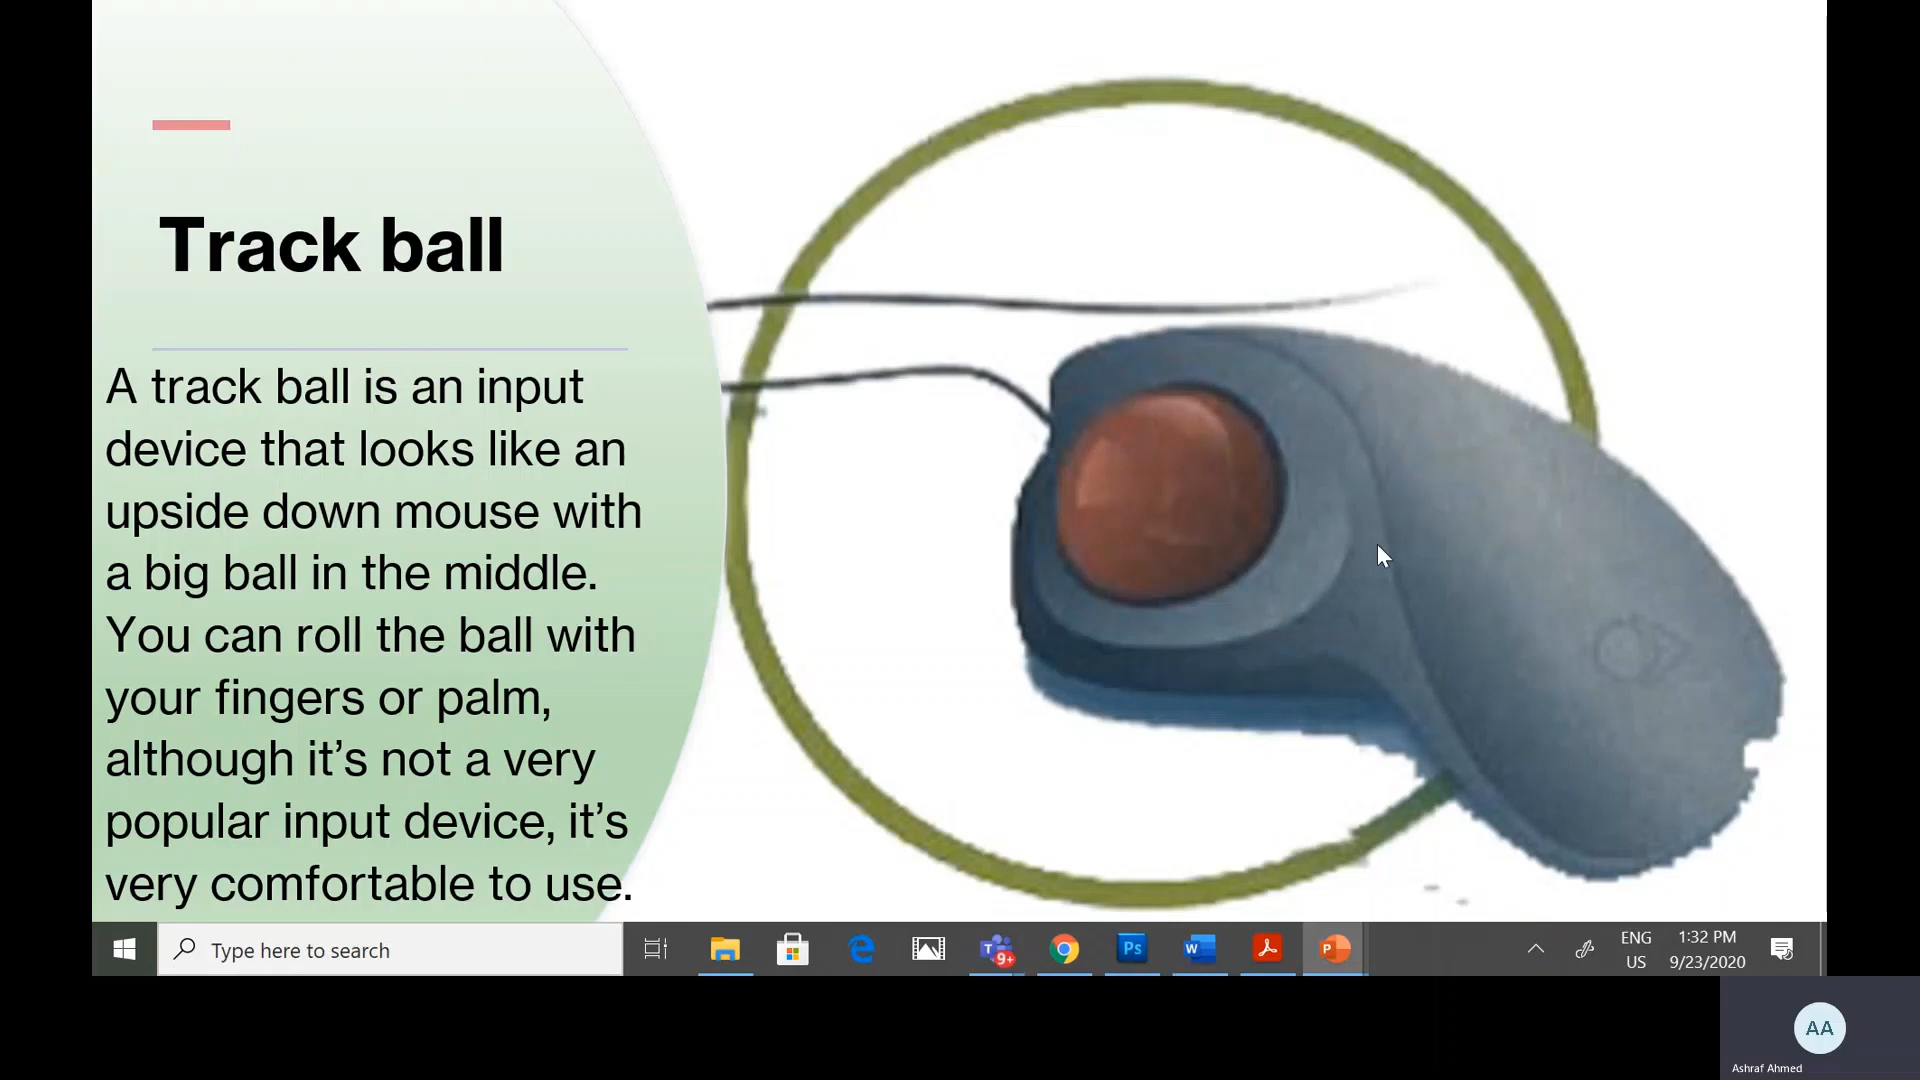 Track ball
A track ball is an input
device that looks like an
upside down mouse with
a big ball in the middle.
You can roll the ball with
your fingers or palm,
although it’s not a very
popular input device, it’s
very comfortable to use.
Type here to search
T
9+
Ps
W
P
ENG
US
1:32 PM
9/23/2020
AA
Ashraf Ahmed